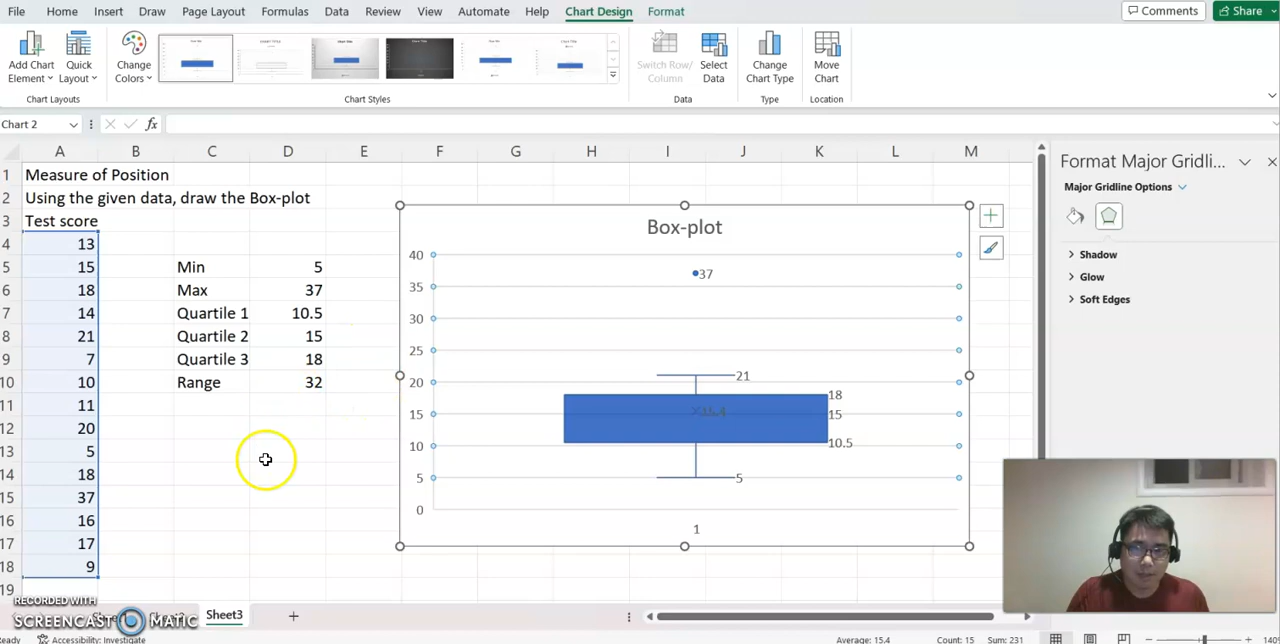 File Home Insert Draw Page Layout Formulas Data Review View Automate Help Chart Design Format Comments Share
Add Chart Element Quick Layout Change Colors Switch Row/Column Select Data Change Chart Type Move Chart
Chart Layouts Chart Styles Data Type Location
Chart 2 fx
A B C D E F G H I J K L M
1 Measure of Position
2 Using the given data, draw the Box-plot
3 Test score
4 13
5 15 Min 5
6 18 Max 37
7 14 Quartile 1 10.5
8 21 Quartile 2 15
9 7 Quartile 3 18
10 10 Range 32
11 11
12 20
13 5
14 18
15 37
16 16
17 17
18 9
19
Box-plot
40
37
35
30
25
21
20
18
15.4
15
15
10.5
10
5
5
0
1
Format Major Gridli...
Major Gridline Options
Shadow
Glow
Soft Edges
RECORDED WITH
SCREENCAST MATIC
Sheet3
Ready Accessibility: Investigate Average: 15.4 Count: 15 Sum: 231